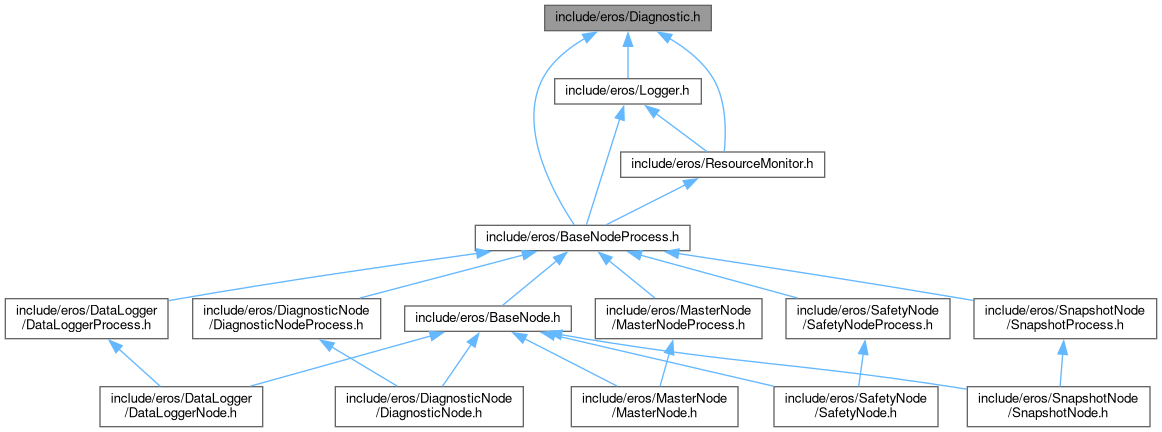 include/eros/Diagnostic.h
include/eros/Logger.h
include/eros/ResourceMonitor.h
include/eros/BaseNodeProcess.h
include/eros/DataLogger
/DataLoggerProcess.h
include/eros/DiagnosticNode
/DiagnosticNodeProcess.h
include/eros/BaseNode.h
include/eros/MasterNode
/MasterNodeProcess.h
include/eros/SafetyNode
/SafetyNodeProcess.h
include/eros/SnapshotNode
/SnapshotProcess.h
include/eros/DataLogger
/DataLoggerNode.h
include/eros/DiagnosticNode
/DiagnosticNode.h
include/eros/MasterNode
/MasterNode.h
include/eros/SafetyNode
/SafetyNode.h
include/eros/SnapshotNode
/SnapshotNode.h